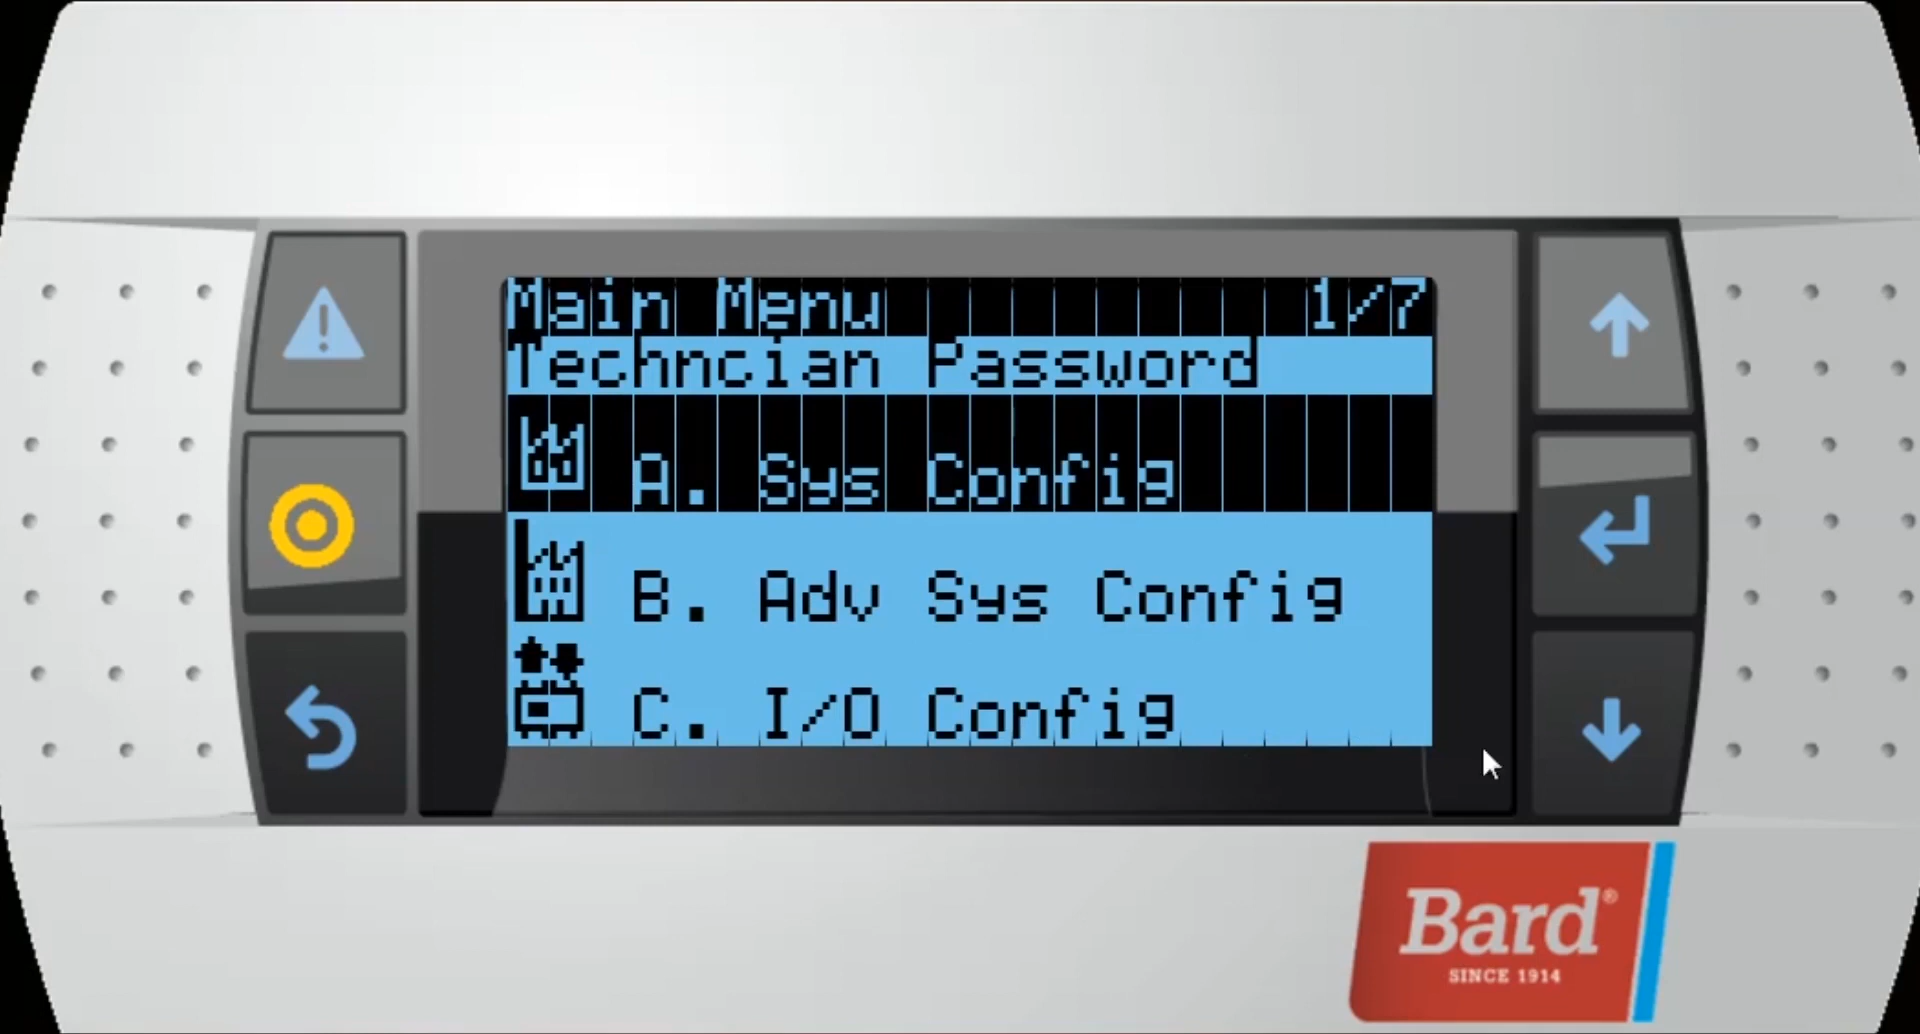 Main Menu 1/7
Techncian Password
A. Sys Config
B. Adv Sys Config
C. I/O Config
Bard®
SINCE 1914